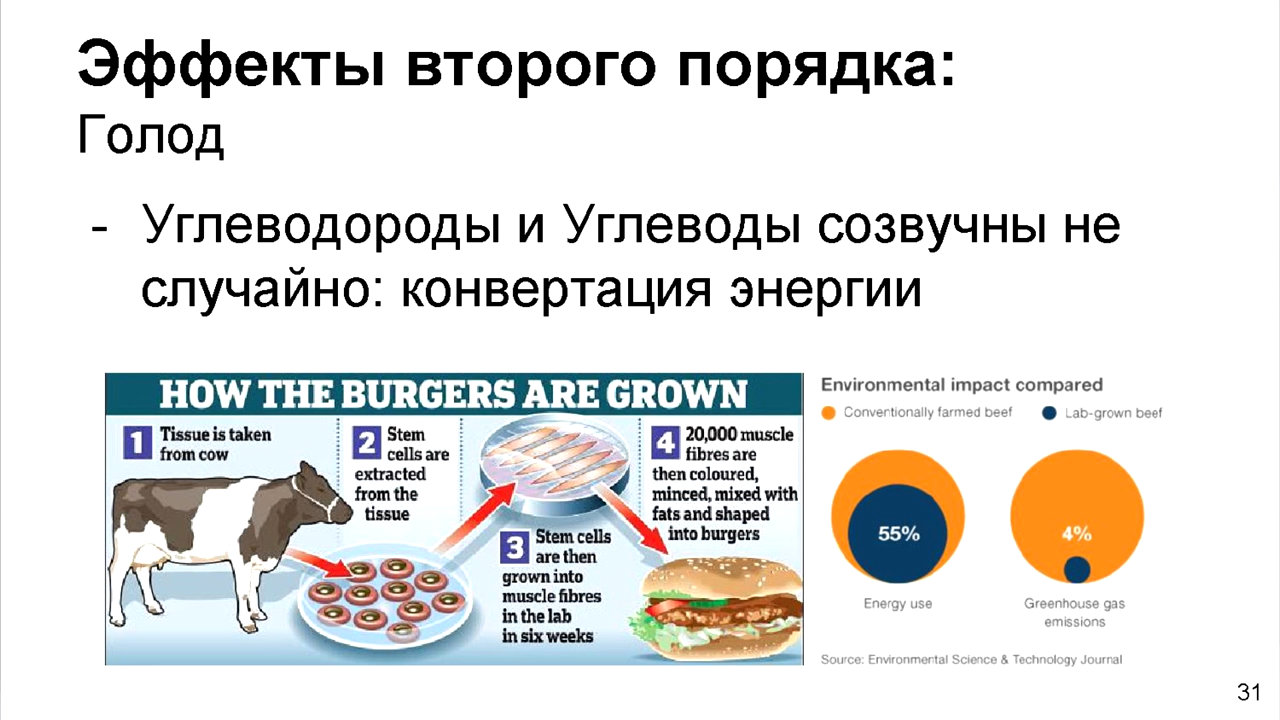 Эффекты второго порядка:
Голод
- Углеводороды и Углеводы созвучны не
случайно: конвертация энергии
HOW THE BURGERS ARE GROWN
1 Tissue is taken
from cow
2 Stem
cells are
extracted
from the
tissue
3 Stem cells
are then
grown into
muscle fibres
in the lab
in six weeks
4 20,000 muscle
fibres are
then coloured,
minced, mixed with
fats and shaped
into burgers
Environmental impact compared
Conventionally farmed beef Lab-grown beef
55% 4%
Energy use
Greenhouse gas
emissions
Source: Environmental Science & Technology Journal
31